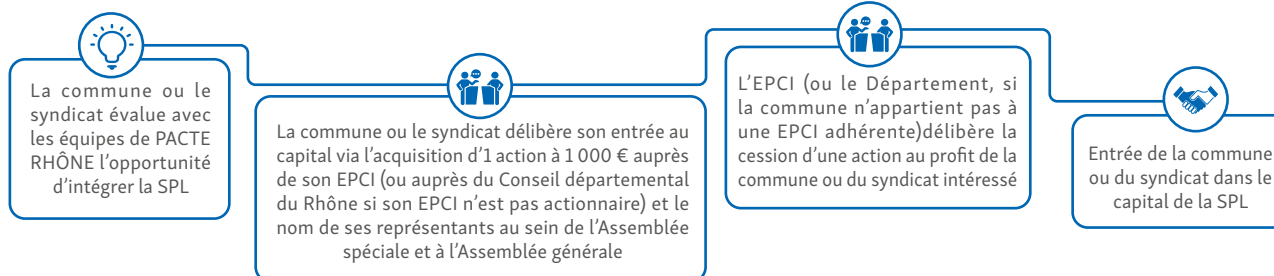 La commune ou le
syndicat évalue avec
les équipes de PACTE
RHÔNE l’opportunité
d’intégrer la SPL
La commune ou le syndicat délibère son entrée au
capital via l’acquisition d’1 action à 1 000 € auprès
de son EPCI (ou auprès du Conseil départemental
du Rhône si son EPCI n’est pas actionnaire) et le
nom de ses représentants au sein de l’Assemblée
spéciale et à l’Assemblée générale
L’EPCI (ou le Département, si
la commune n’appartient pas à
une EPCI adhérente)délibère la
cession d’une action au profit de la
commune ou du syndicat intéressé
Entrée de la commune
ou du syndicat dans le
capital de la SPL